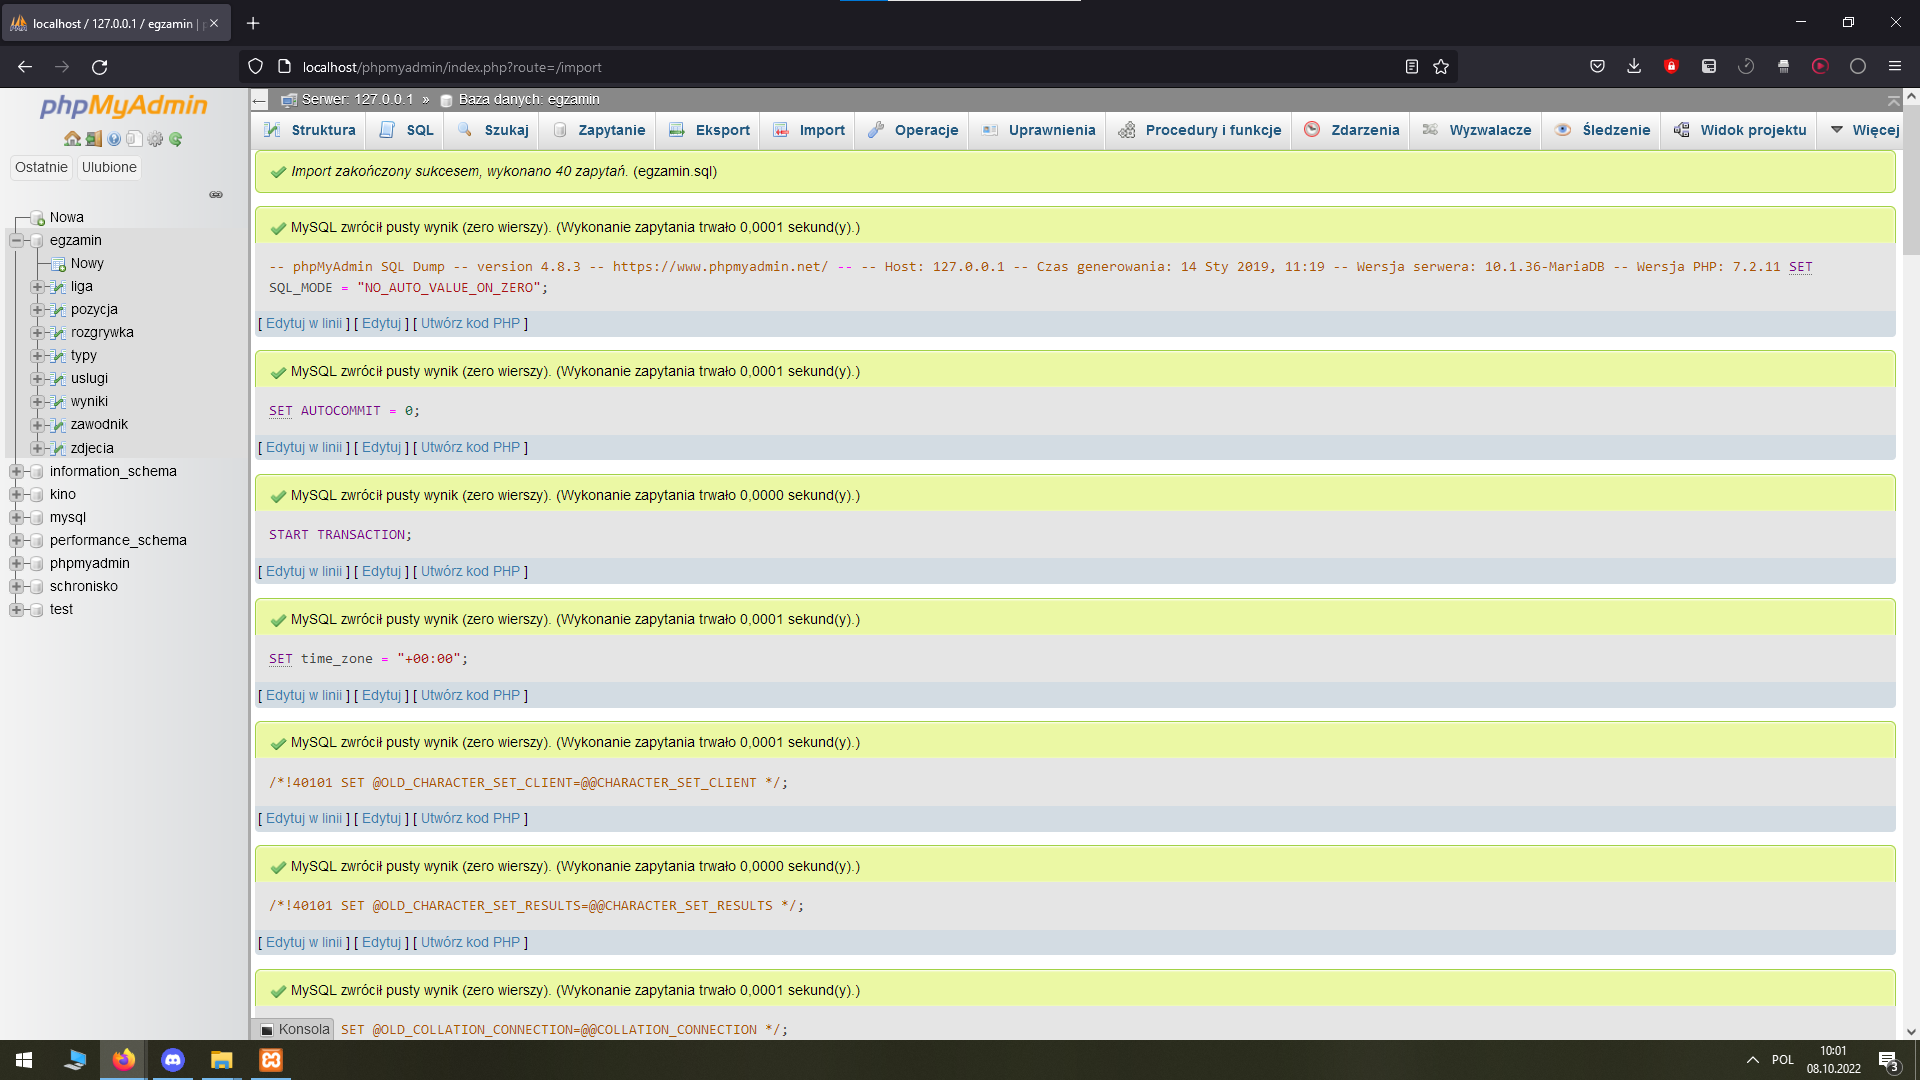 localhost / 127.0.0.1 / egzamin |
localhost/phpmyadmin/index.php?route=/import
phpMyAdmin
Ostatnie
Ulubione
Nowa
egzamin
Nowy
liga
pozycja
rozgrywka
typy
uslugi
wyniki
zawodnik
zdjecia
information_schema
kino
mysql
performance_schema
phpmyadmin
schronisko
test
Serwer: 127.0.0.1 » Baza danych: egzamin
Struktura SQL Szukaj Zapytanie Eksport Import Operacje Uprawnienia Procedury i funkcje Zdarzenia Wyzwalacze Śledzenie Widok projektu Więcej
Import zakończony sukcesem, wykonano 40 zapytań. (egzamin.sql)
MySQL zwrócił pusty wynik (zero wierszy). (Wykonanie zapytania trwało 0,0001 sekund(y).)
-- phpMyAdmin SQL Dump -- version 4.8.3 -- https://www.phpmyadmin.net/ -- -- Host: 127.0.0.1 -- Czas generowania: 14 Sty 2019, 11:19 -- Wersja serwera: 10.1.36-MariaDB -- Wersja PHP: 7.2.11 SET
SQL_MODE = "NO_AUTO_VALUE_ON_ZERO";
[ Edytuj w linii ] [ Edytuj ] [ Utwórz kod PHP ]
MySQL zwrócił pusty wynik (zero wierszy). (Wykonanie zapytania trwało 0,0001 sekund(y).)
SET AUTOCOMMIT = 0;
[ Edytuj w linii ] [ Edytuj ] [ Utwórz kod PHP ]
MySQL zwrócił pusty wynik (zero wierszy). (Wykonanie zapytania trwało 0,0000 sekund(y).)
START TRANSACTION;
[ Edytuj w linii ] [ Edytuj ] [ Utwórz kod PHP ]
MySQL zwrócił pusty wynik (zero wierszy). (Wykonanie zapytania trwało 0,0001 sekund(y).)
SET time_zone = "+00:00";
[ Edytuj w linii ] [ Edytuj ] [ Utwórz kod PHP ]
MySQL zwrócił pusty wynik (zero wierszy). (Wykonanie zapytania trwało 0,0001 sekund(y).)
/*!40101 SET @OLD_CHARACTER_SET_CLIENT=@@CHARACTER_SET_CLIENT */;
[ Edytuj w linii ] [ Edytuj ] [ Utwórz kod PHP ]
MySQL zwrócił pusty wynik (zero wierszy). (Wykonanie zapytania trwało 0,0000 sekund(y).)
/*!40101 SET @OLD_CHARACTER_SET_RESULTS=@@CHARACTER_SET_RESULTS */;
[ Edytuj w linii ] [ Edytuj ] [ Utwórz kod PHP ]
MySQL zwrócił pusty wynik (zero wierszy). (Wykonanie zapytania trwało 0,0001 sekund(y).)
Konsola SET @OLD_COLLATION_CONNECTION=@@COLLATION_CONNECTION */;
POL
10:01
08.10.2022
3